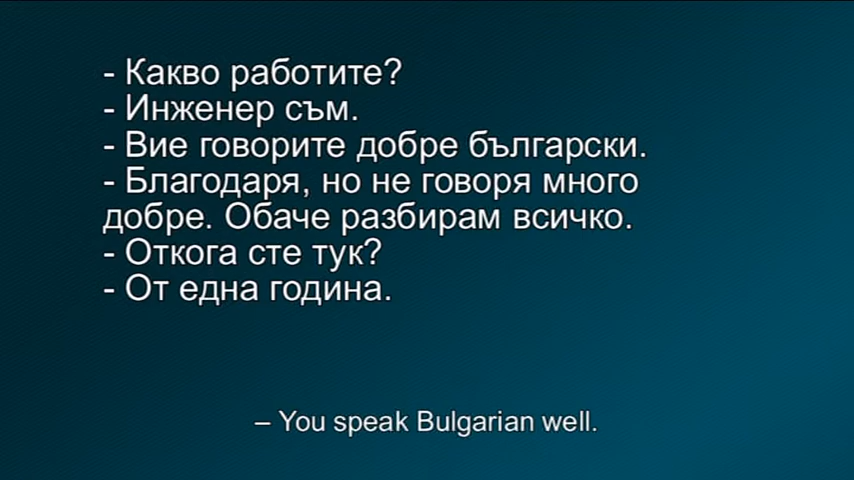 - Какво работите?
- Инженер съм.
- Вие говорите добре български.
- Благодаря, но не говоря много
добре. Обаче разбирам всичко.
- Откога сте тук?
- От една година.
– You speak Bulgarian well.